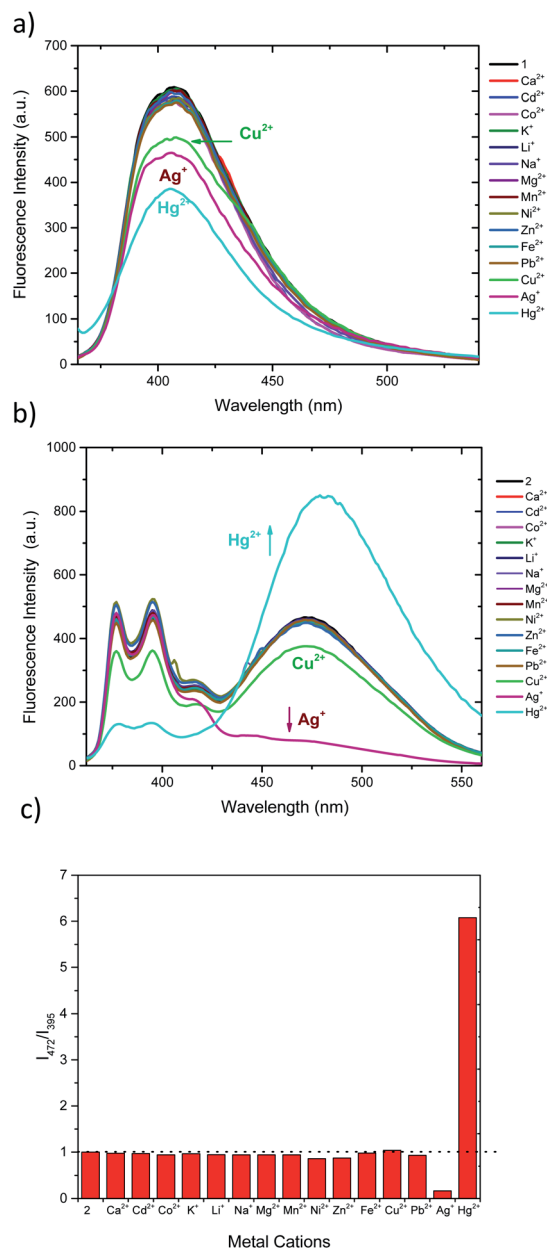 a)
700
600
500
400
300
200
100
0
Fluorescence Intensity (a.u.)
Cu²⁺
Ag⁺
Hg²⁺
400
450
500
Wavelength (nm)
1
Ca²⁺
Cd²⁺
Co²⁺
K⁺
Li⁺
Na⁺
Mg²⁺
Mn²⁺
Ni²⁺
Zn²⁺
Fe²⁺
Pb²⁺
Cu²⁺
Ag⁺
Hg²⁺
b)
1000
800
600
400
200
0
Fluorescence Intensity (a.u.)
Hg²⁺
Cu²⁺
Ag⁺
400
450
500
550
Wavelength (nm)
2
Ca²⁺
Cd²⁺
Co²⁺
K⁺
Li⁺
Na⁺
Mg²⁺
Mn²⁺
Ni²⁺
Zn²⁺
Fe²⁺
Pb²⁺
Cu²⁺
Ag⁺
Hg²⁺
c)
7
6
5
4
3
2
1
0
I₄₇₂/I₃₉₅
2 Ca²⁺ Cd²⁺ Co²⁺ K⁺ Li⁺ Na⁺ Mg²⁺ Mn²⁺ Ni²⁺ Zn²⁺ Fe²⁺ Cu²⁺ Pb²⁺ Ag⁺ Hg²⁺
Metal Cations